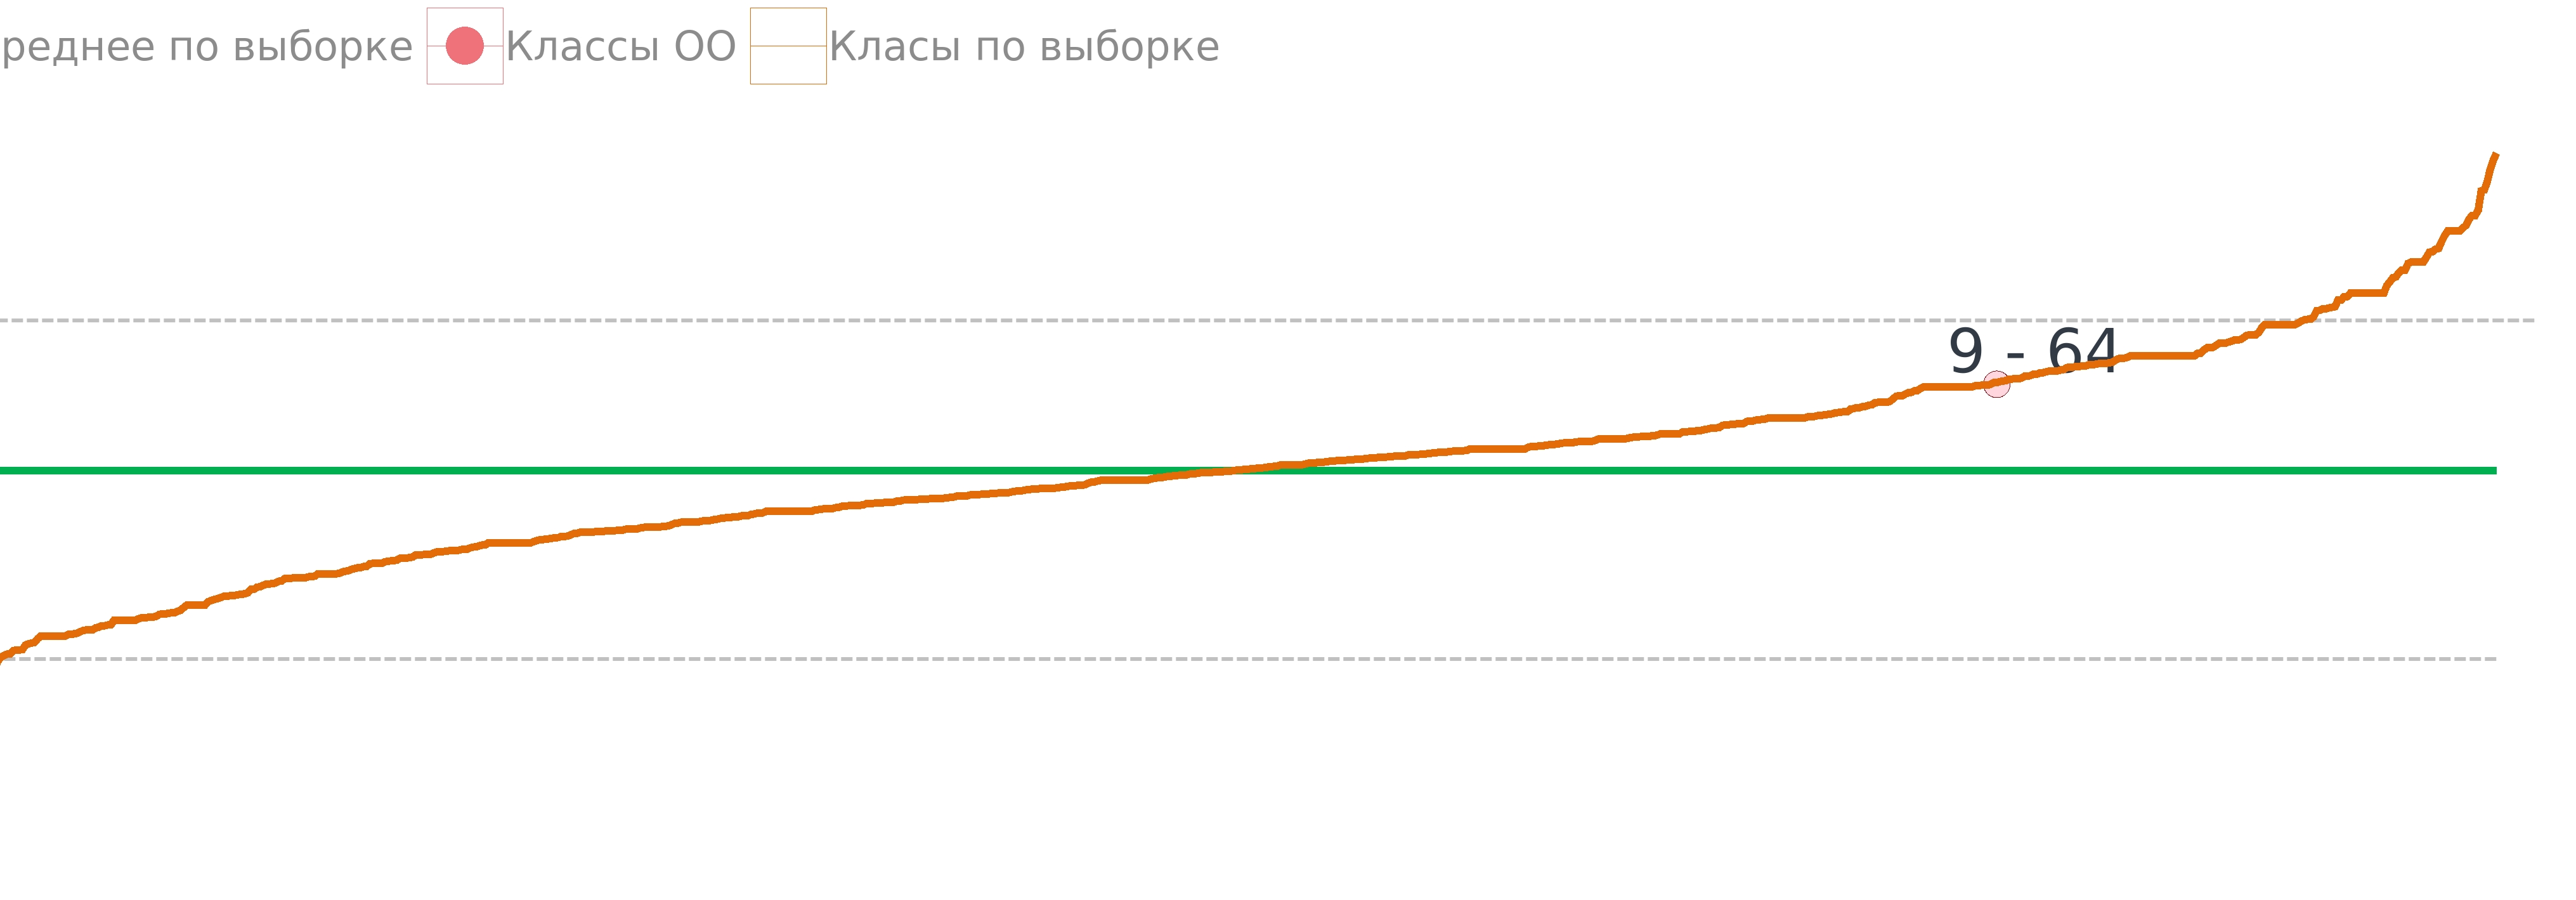 реднее по выборке Классы ОО Класы по выборке
9 - 64